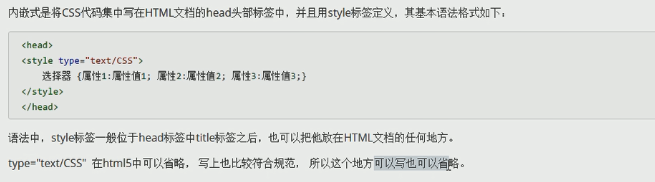 内嵌式是将CSS代码集中写在HTML文档的head头部标签中，并且用style标签定义，其基本语法格式如下：
<head>
<style type="text/CSS">
选择器 {属性1:属性值1; 属性2:属性值2; 属性3:属性值3;}
</style>
</head>
语法中，style标签一般位于head标签中title标签之后，也可以把他放在HTML文档的任何地方。
type="text/CSS" 在html5中可以省略， 写上也比较符合规范， 所以这个地方可以写也可以省略。